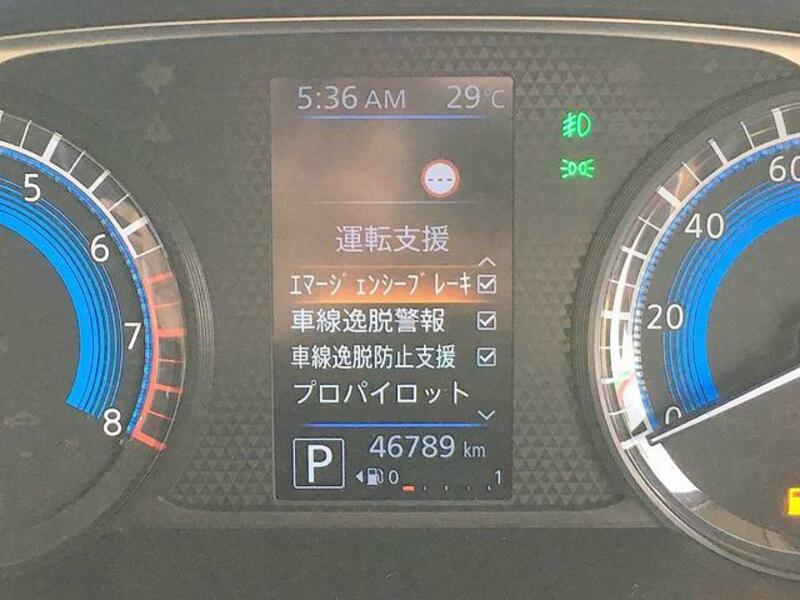 5:36 AM 29°C
運転支援
エマージェンシーブレーキ
車線逸脱警報
車線逸脱防止支援
プロパイロット
P
46789 km
0 1
5
6
7
8
60
40
20
0